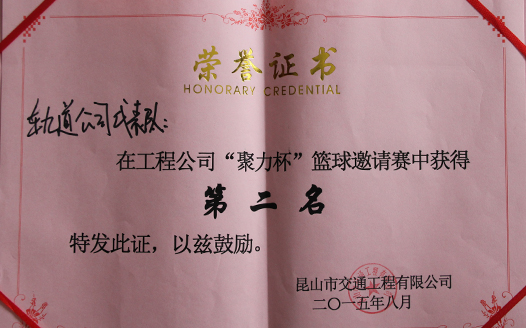 荣誉证书
HONORARY CREDENTIAL
轨道公司代表队：
在工程公司“聚力杯”篮球邀请赛中获得
第二名
特发此证，以兹鼓励。
昆山市交通工程有限公司
二〇一五年八月